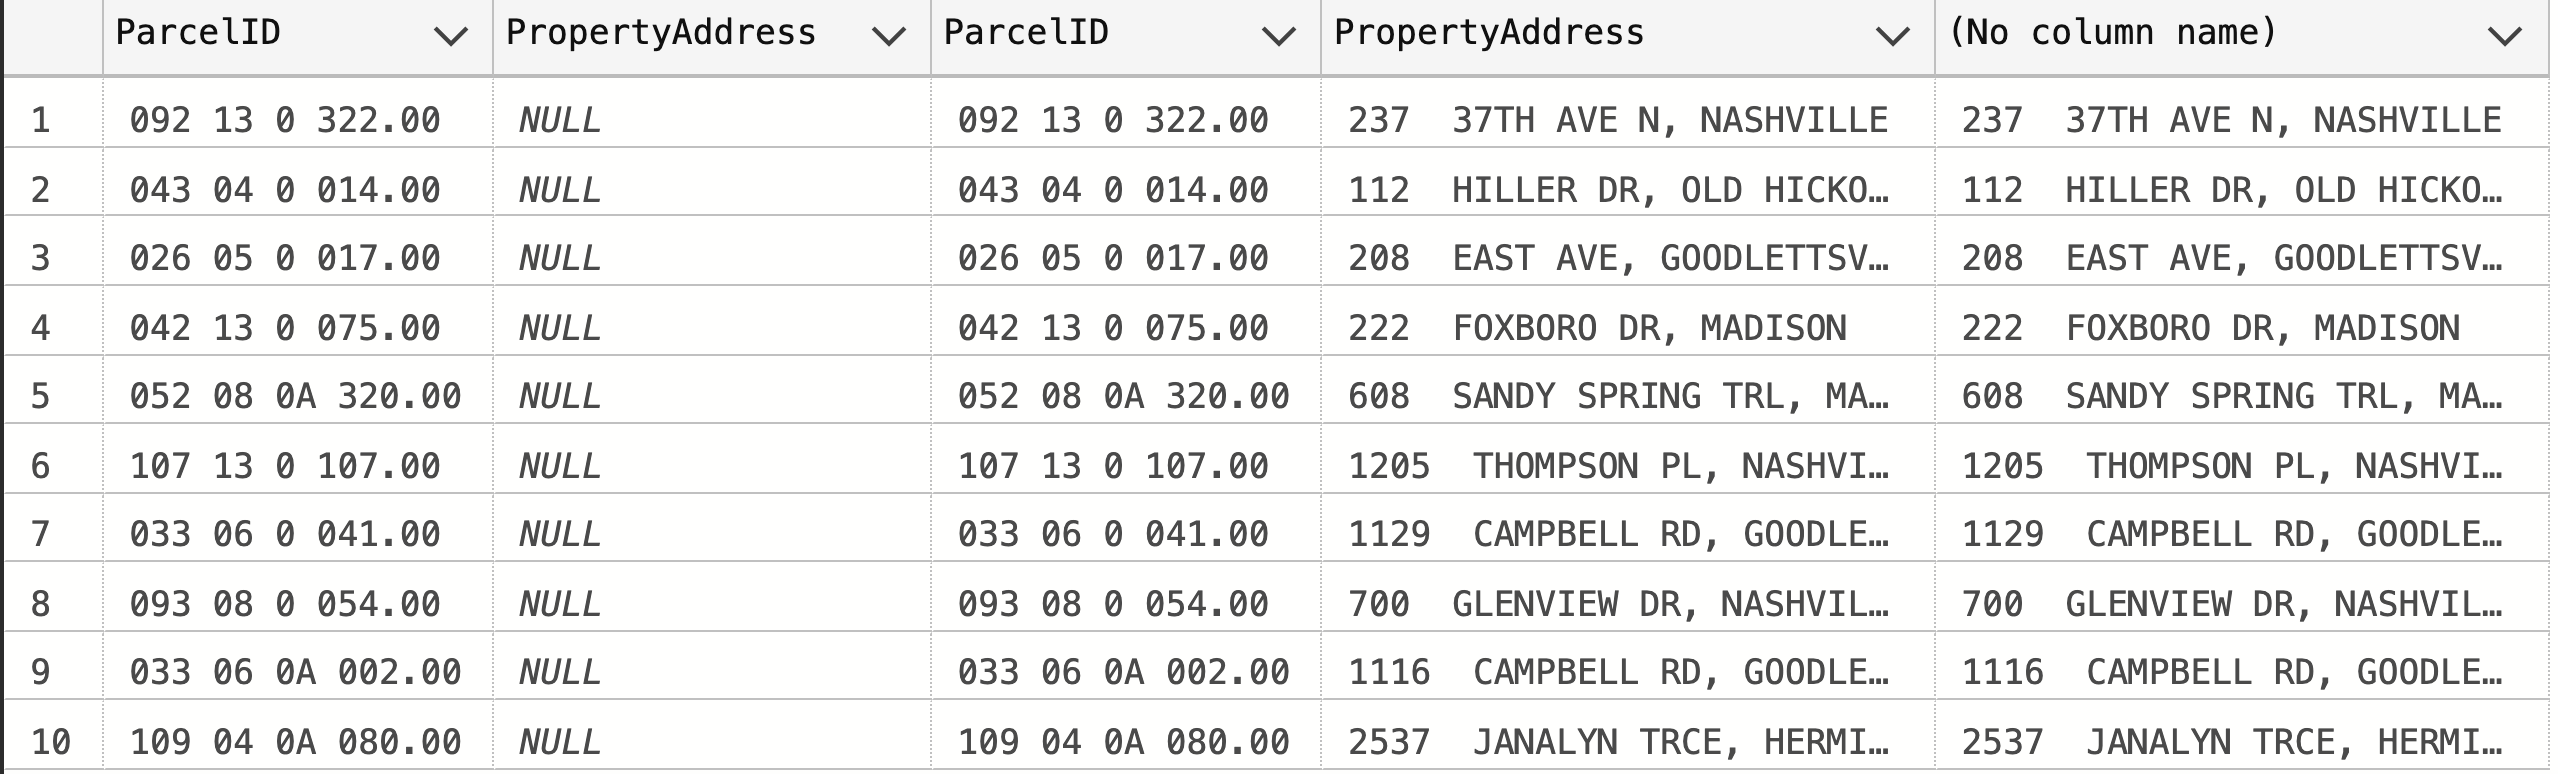 ParcelID PropertyAddress ParcelID PropertyAddress (No column name)
1 092 13 0 322.00 NULL 092 13 0 322.00 237  37TH AVE N, NASHVILLE 237  37TH AVE N, NASHVILLE
2 043 04 0 014.00 NULL 043 04 0 014.00 112  HILLER DR, OLD HICKO… 112  HILLER DR, OLD HICKO…
3 026 05 0 017.00 NULL 026 05 0 017.00 208  EAST AVE, GOODLETTSV… 208  EAST AVE, GOODLETTSV…
4 042 13 0 075.00 NULL 042 13 0 075.00 222  FOXBORO DR, MADISON 222  FOXBORO DR, MADISON
5 052 08 0A 320.00 NULL 052 08 0A 320.00 608  SANDY SPRING TRL, MA… 608  SANDY SPRING TRL, MA…
6 107 13 0 107.00 NULL 107 13 0 107.00 1205  THOMPSON PL, NASHVI… 1205  THOMPSON PL, NASHVI…
7 033 06 0 041.00 NULL 033 06 0 041.00 1129  CAMPBELL RD, GOODLE… 1129  CAMPBELL RD, GOODLE…
8 093 08 0 054.00 NULL 093 08 0 054.00 700  GLENVIEW DR, NASHVIL… 700  GLENVIEW DR, NASHVIL…
9 033 06 0A 002.00 NULL 033 06 0A 002.00 1116  CAMPBELL RD, GOODLE… 1116  CAMPBELL RD, GOODLE…
10 109 04 0A 080.00 NULL 109 04 0A 080.00 2537  JANALYN TRCE, HERMI… 2537  JANALYN TRCE, HERMI…